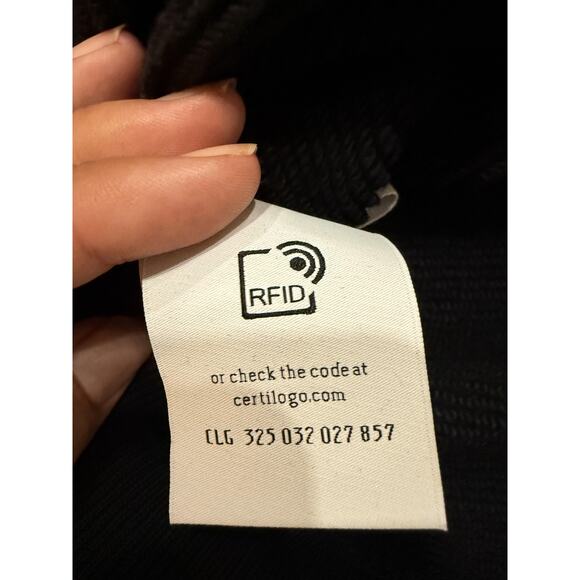 RFID
or check the code at
certilogo.com
CLG 325 032 027 857